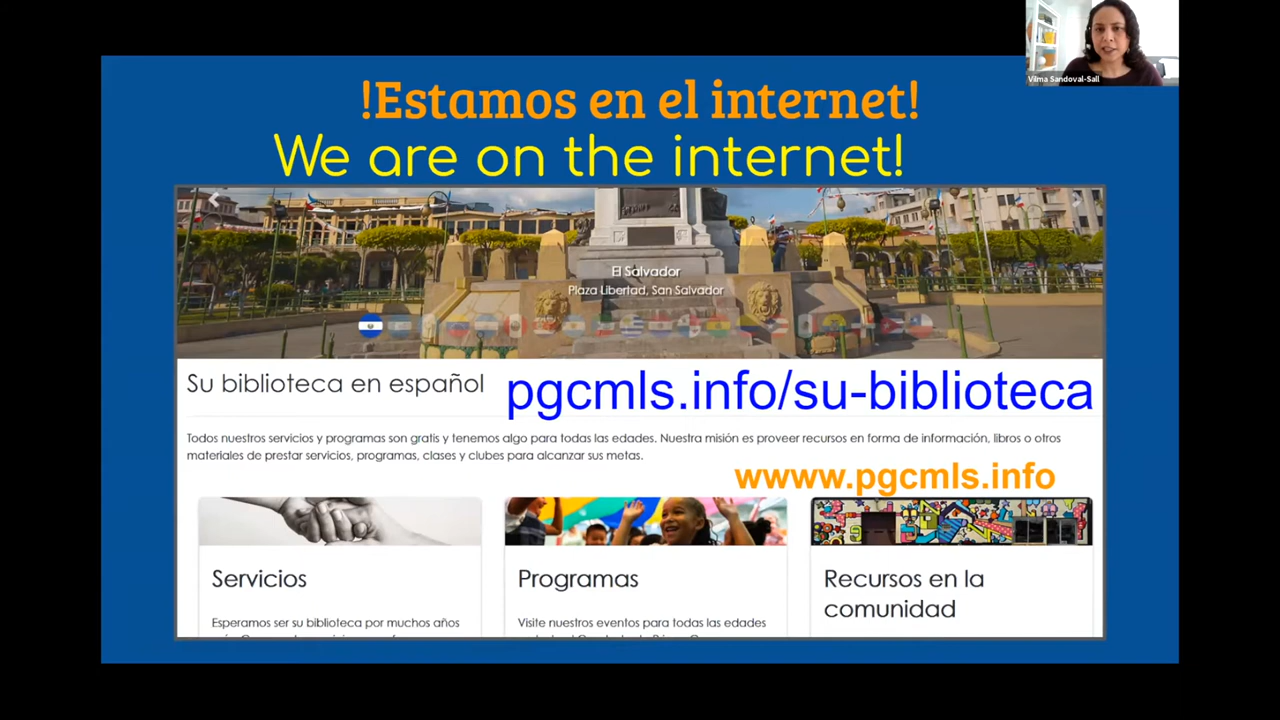 Vilma Sandoval-Sall
!Estamos en el internet!
We are on the internet!
El Salvador
Plaza Libertad, San Salvador
Su biblioteca en español
pgcmls.info/su-biblioteca
Todos nuestros servicios y programas son gratis y tenemos algo para todas las edades. Nuestra misión es proveer recursos en forma de información, libros o otros
materiales de prestar servicios, programas, clases y clubes para alcanzar sus metas.
wwww.pgcmls.info
Servicios
Programas
Recursos en la
comunidad
Esperamos ser su biblioteca por muchos años
Visite nuestros eventos para todas las edades